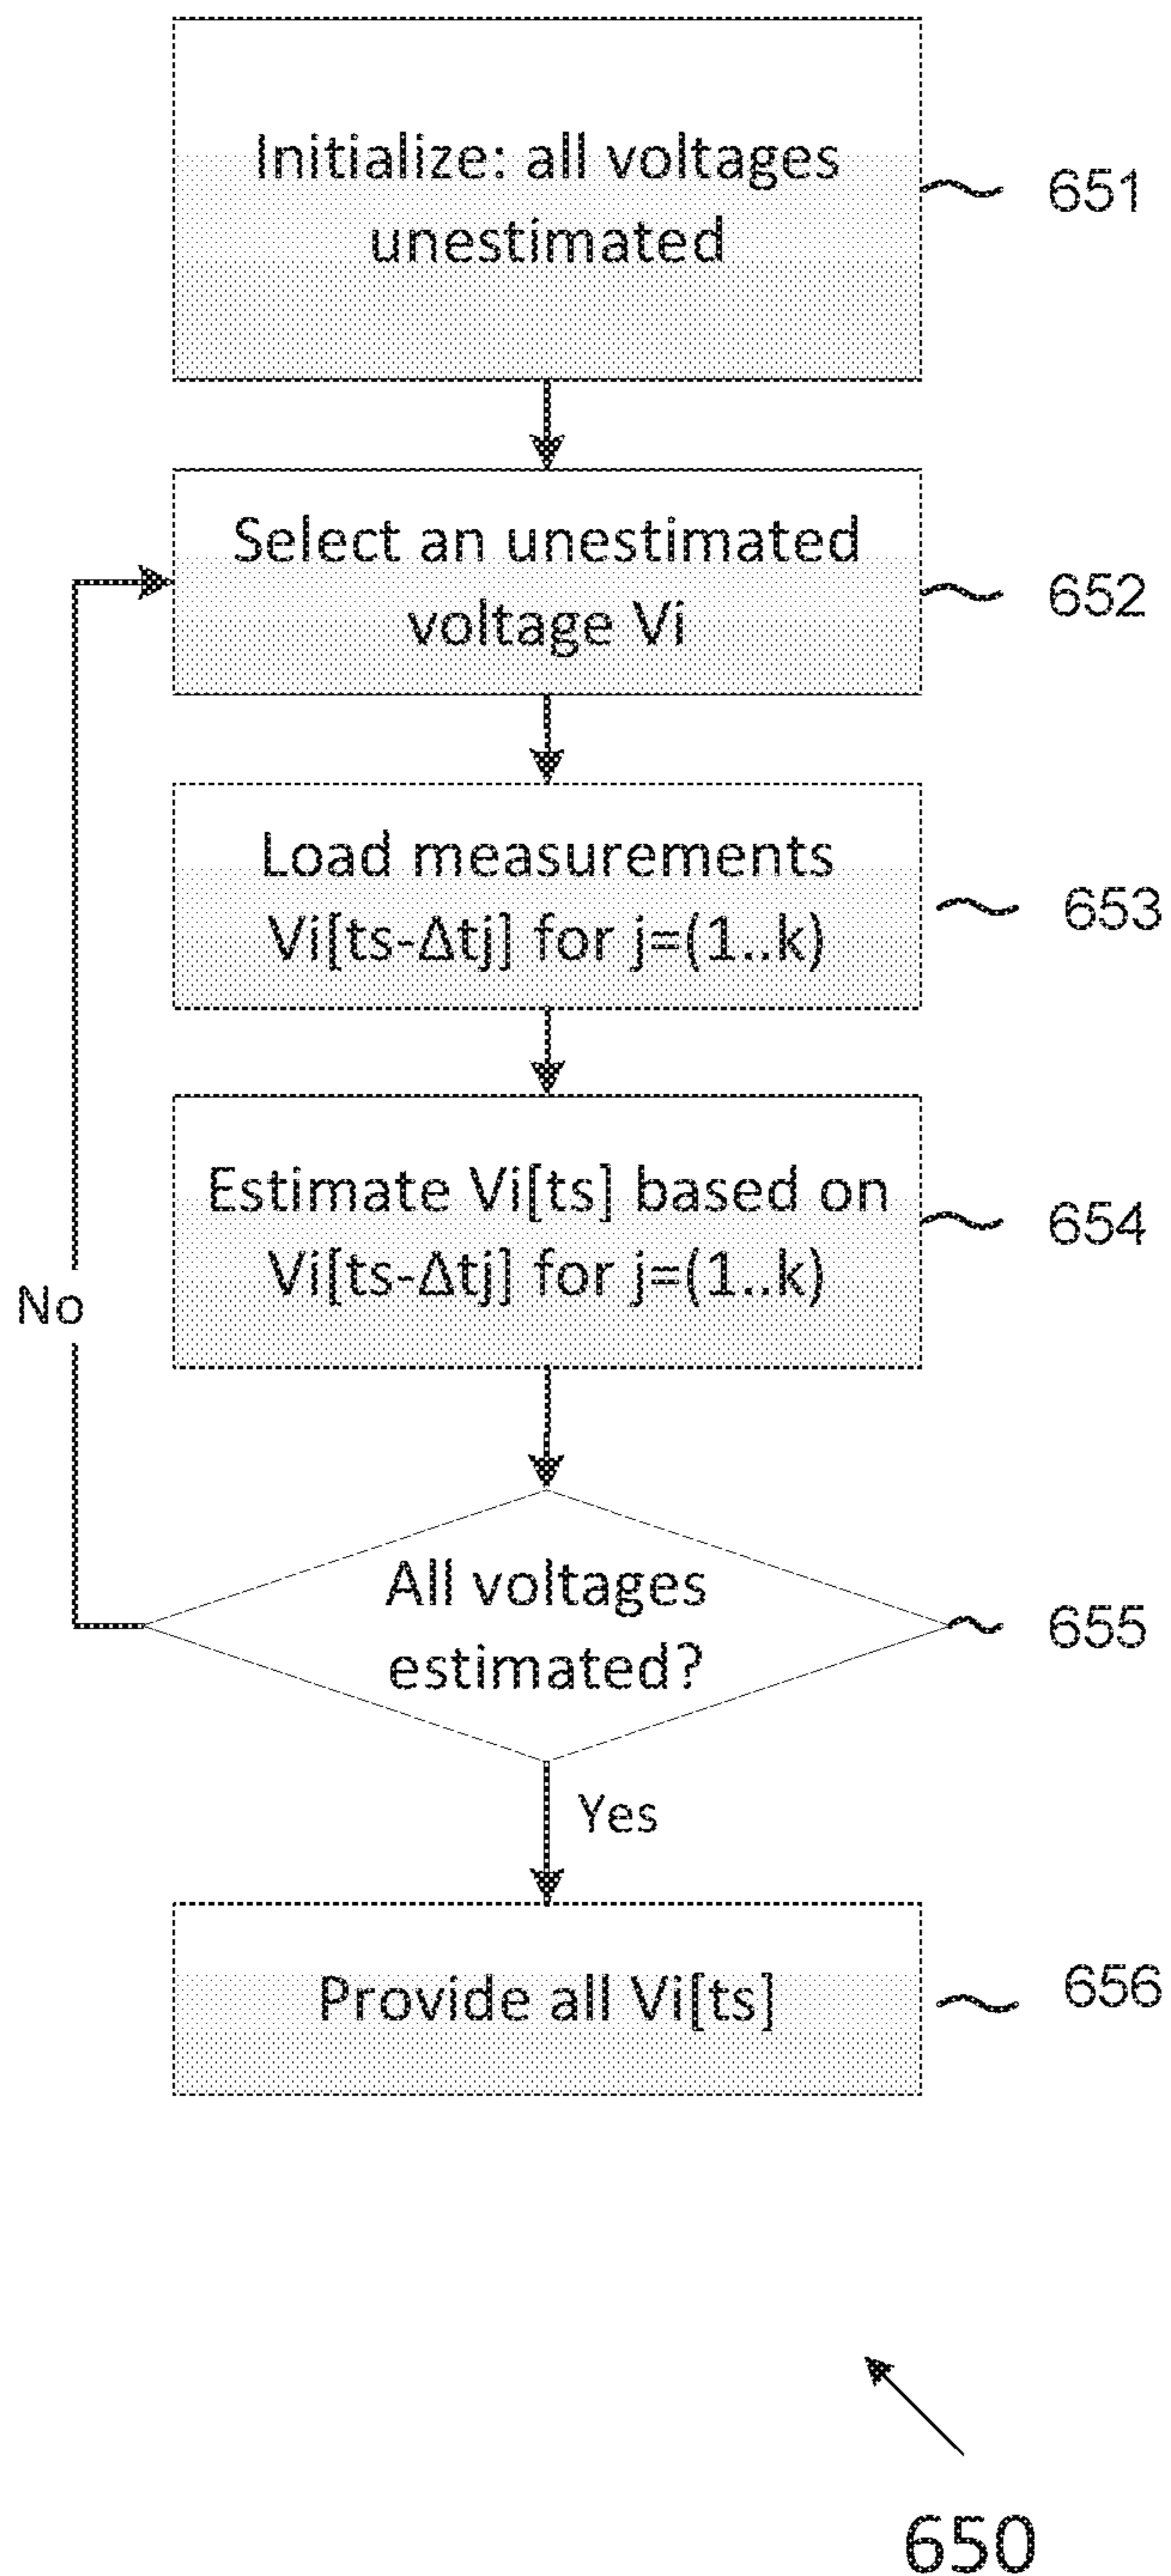 Initialize: all voltages
unestimated
651
Select an unestimated
voltage Vi
652
Load measurements
Vi[ts-Δtj] for j=(1..k)
653
Estimate Vi[ts] based on
Vi[ts-Δtj] for j=(1..k)
654
No
All voltages
estimated?
655
Yes
Provide all Vi[ts]
656
650